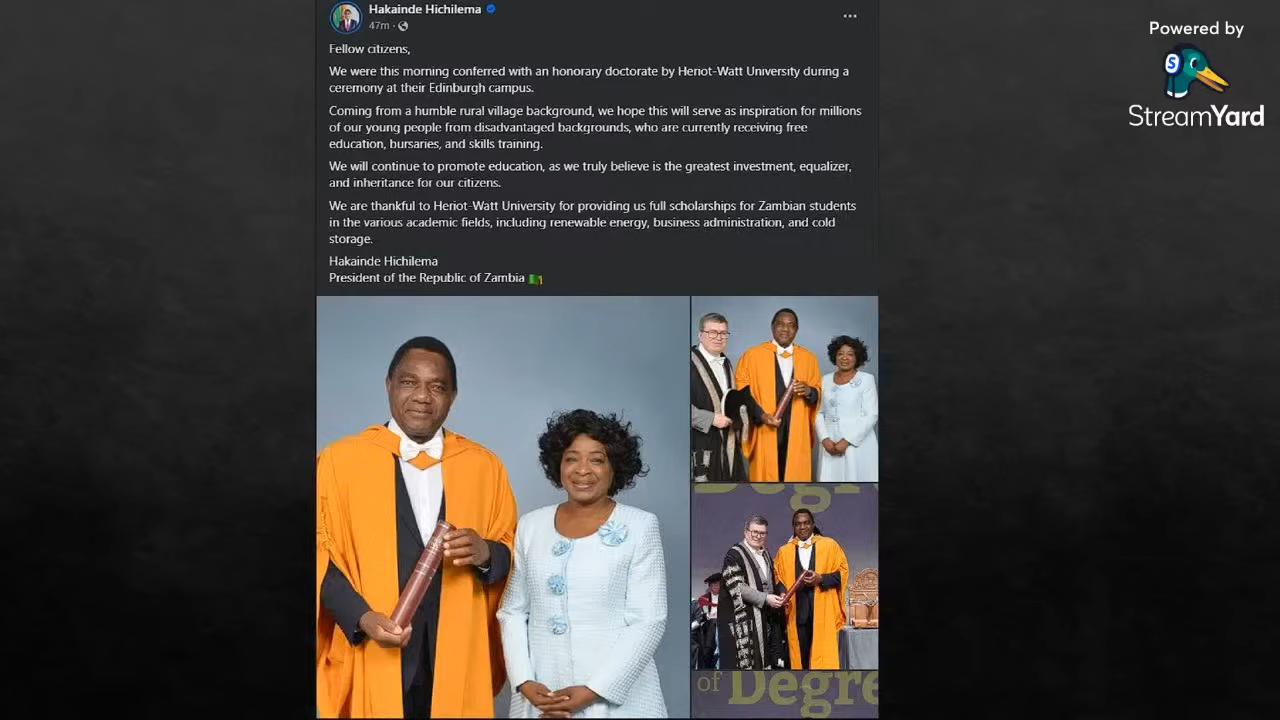 Hakainde Hichilema
47m ·
Fellow citizens,
We were this morning conferred with an honorary doctorate by Heriot-Watt University during a
ceremony at their Edinburgh campus.
Coming from a humble rural village background, we hope this will serve as inspiration for millions
of our young people from disadvantaged backgrounds, who are currently receiving free
education, bursaries, and skills training.
We will continue to promote education, as we truly believe is the greatest investment, equalizer,
and inheritance for our citizens.
We are thankful to Heriot-Watt University for providing us full scholarships for Zambian students
in the various academic fields, including renewable energy, business administration, and cold
storage.
Hakainde Hichilema
President of the Republic of Zambia
Degr
of Degre
Powered by
S
StreamYard